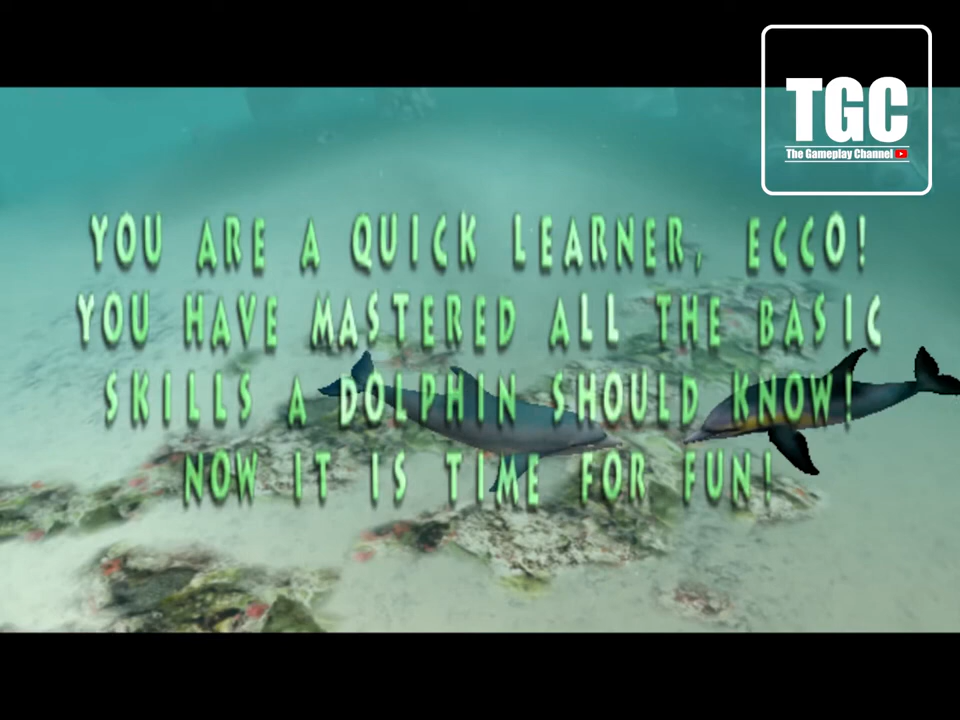 TGC
The Gameplay Channel
YOU ARE A QUICK LEARNER, ECCO!
YOU HAVE MASTERED ALL THE BASIC
SKILLS A DOLPHIN SHOULD KNOW!
NOW IT IS TIME FOR FUN!